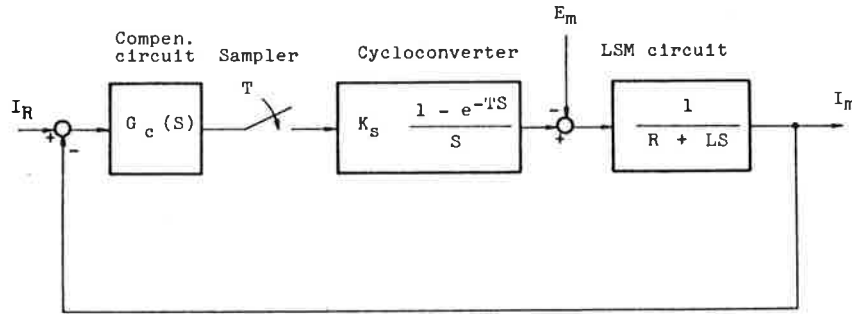 E_m
Compen. circuit
Sampler
Cycloconverter
LSM circuit
T
I_R
+
-
G_c (S)
K_s
1 - e^-TS
S
-
+
1
R + LS
I_m